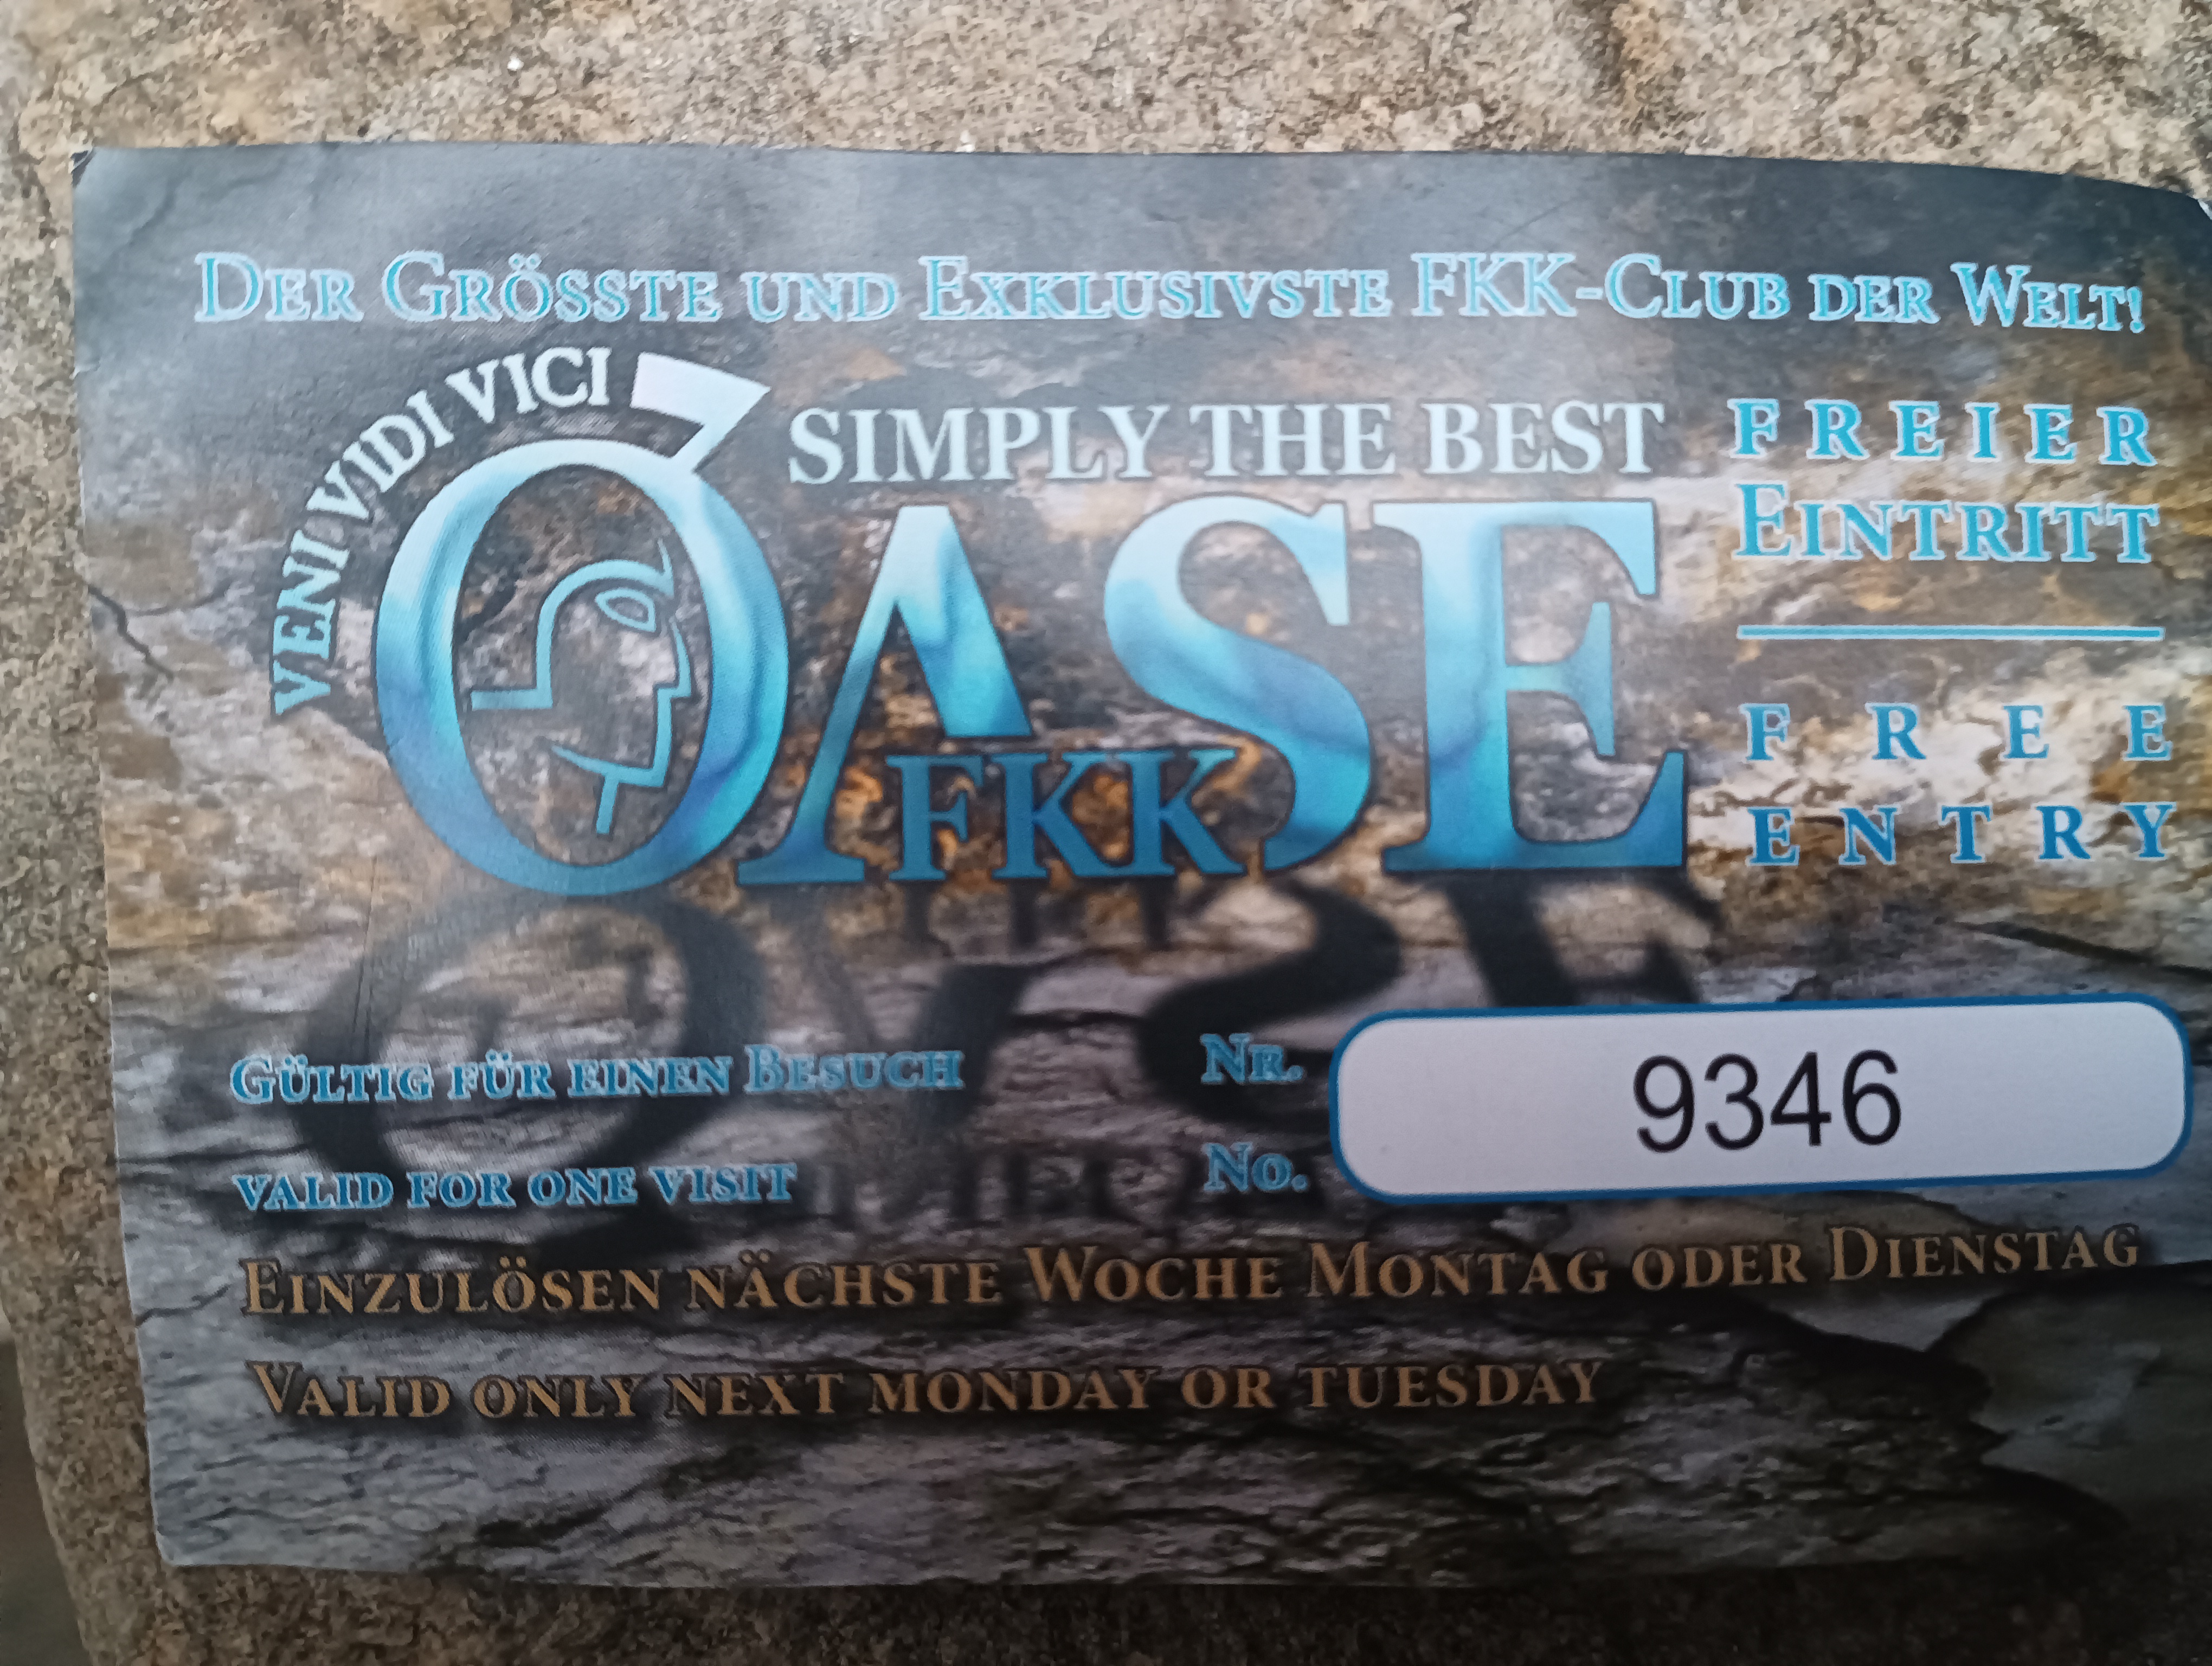 DER GRÖSSTE UND EXKLUSIVSTE FKK-CLUB DER WELT!
VENI VIDI VICI
SIMPLY THE BEST
OASE
FKK
FREIER
EINTRITT
FREE
ENTRY
GÜLTIG FÜR EINEN BESUCH
VALID FOR ONE VISIT
NR.
NO.
9346
EINZULÖSEN NÄCHSTE WOCHE MONTAG ODER DIENSTAG
VALID ONLY NEXT MONDAY OR TUESDAY